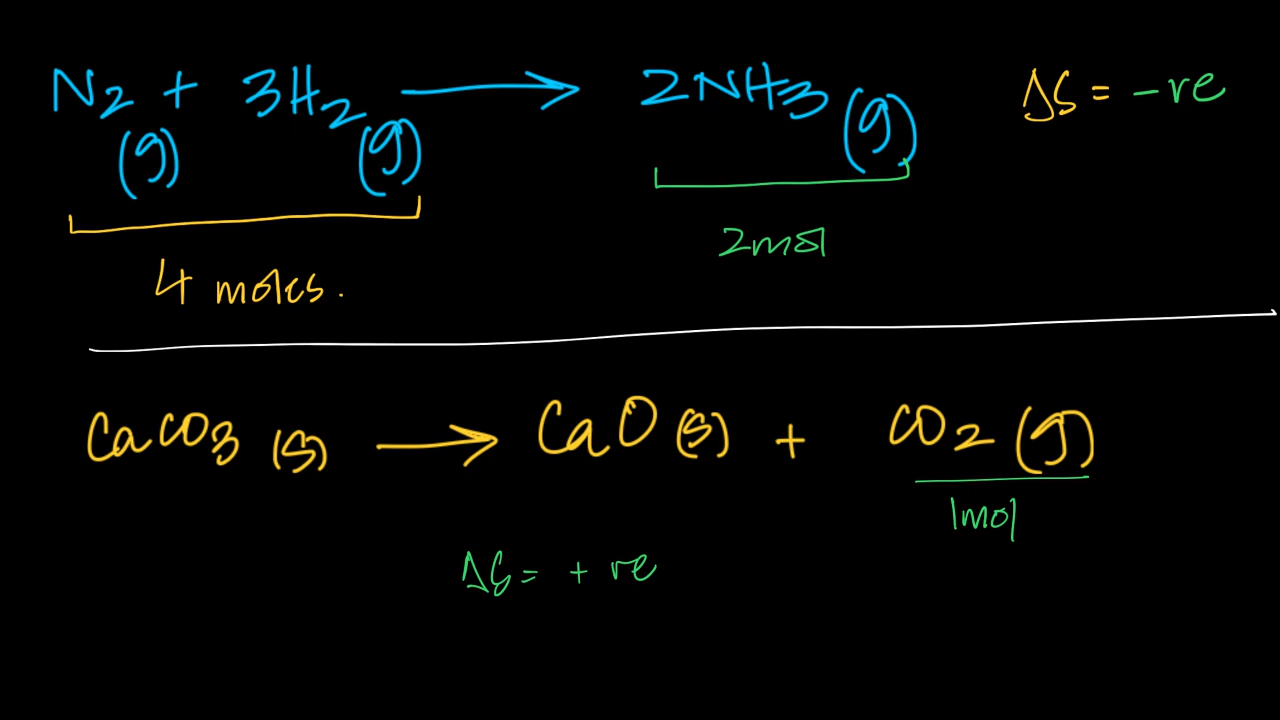 N2 (g) + 3H2 (g) → 2NH3 (g) ΔS = -re
4 moles. 2mol
CaCO3 (s) → CaO (s) + CO2 (g)
1mol
ΔS = + re